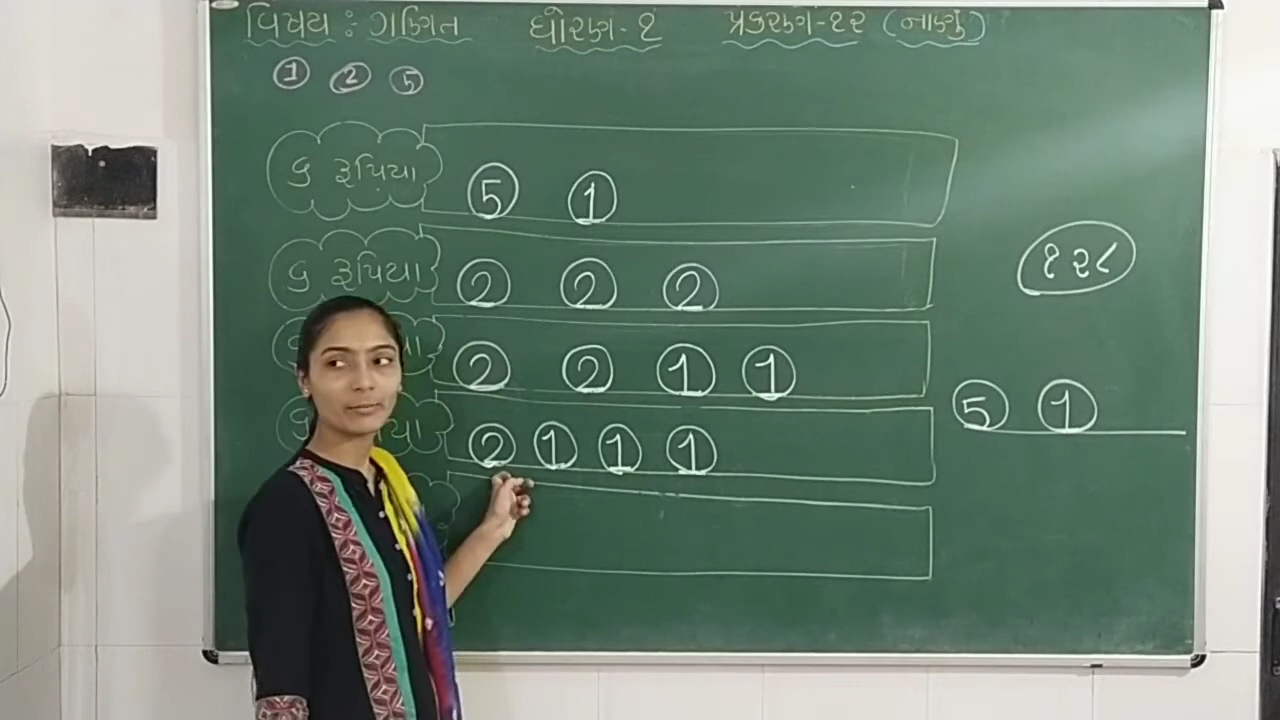 વિષય : ગણિત ધોરણ-૧ પ્રકરણ-૧૨ (નાણું)
1 2 5
૬ રૂપિયા 5 1
૬ રૂપિયા 2 2 2
2 2 1 1
2 1 1 1
૧૨૮
5 1